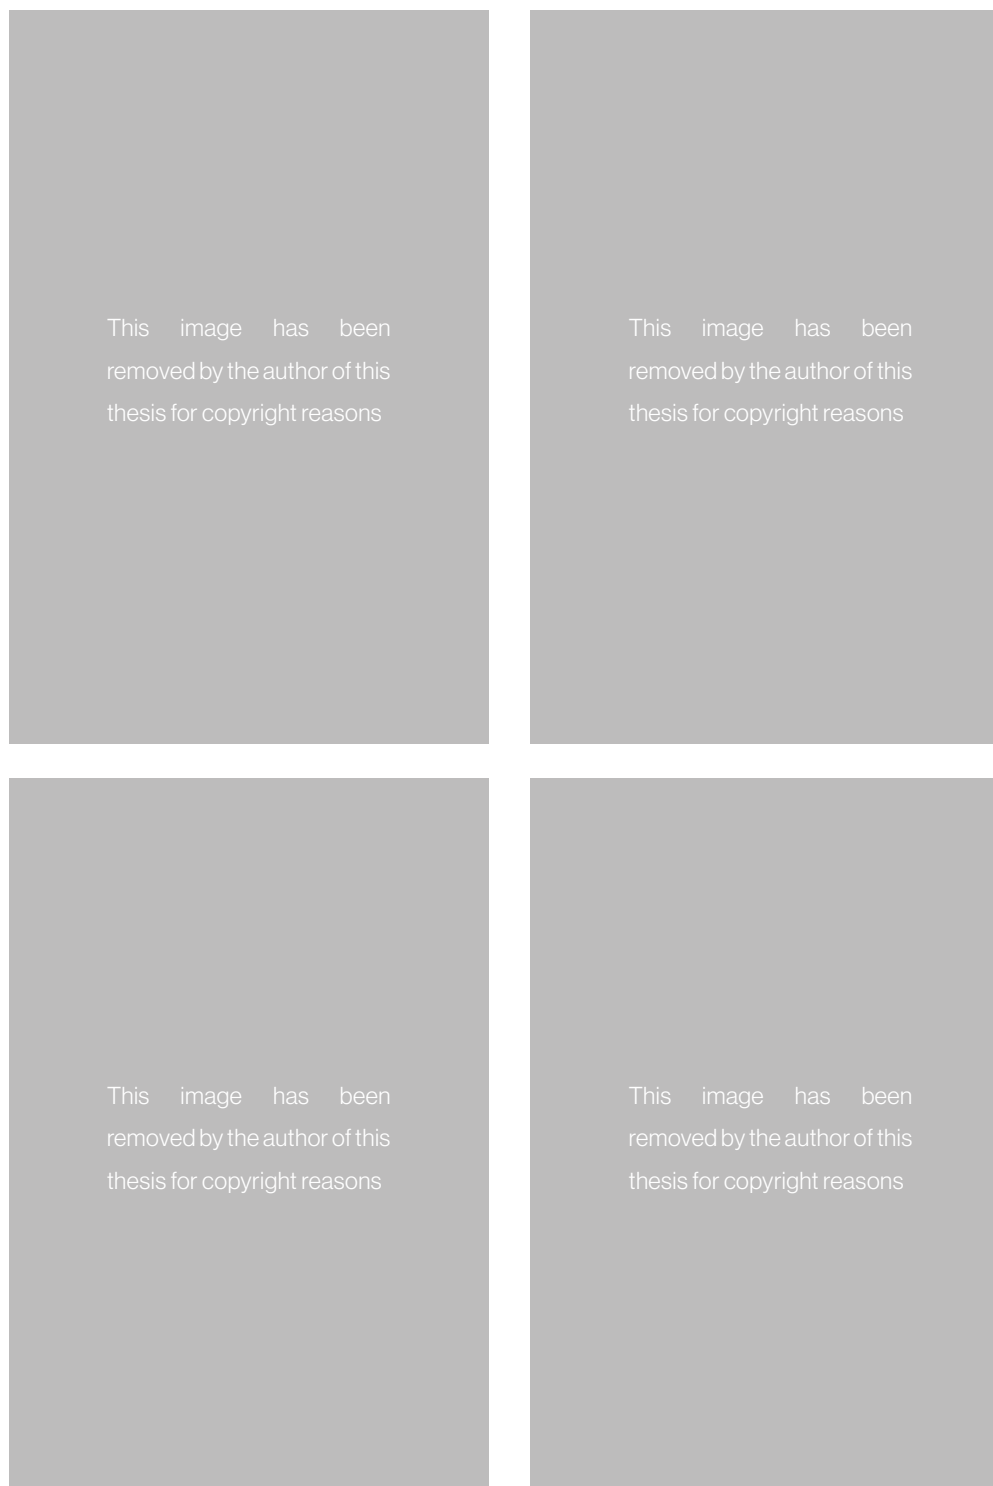 This image has been
removed by the author of this
thesis for copyright reasons
This image has been
removed by the author of this
thesis for copyright reasons
This image has been
removed by the author of this
thesis for copyright reasons
This image has been
removed by the author of this
thesis for copyright reasons